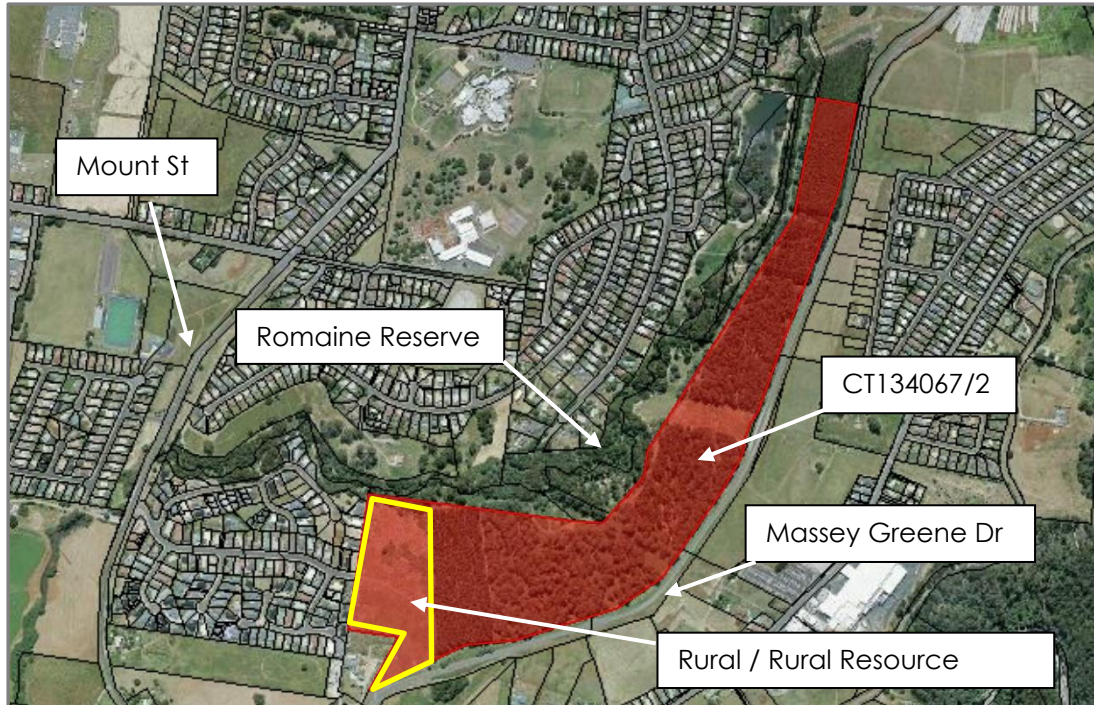 Mount St
Romaine Reserve
CT134067/2
Massey Greene Dr
Rural / Rural Resource